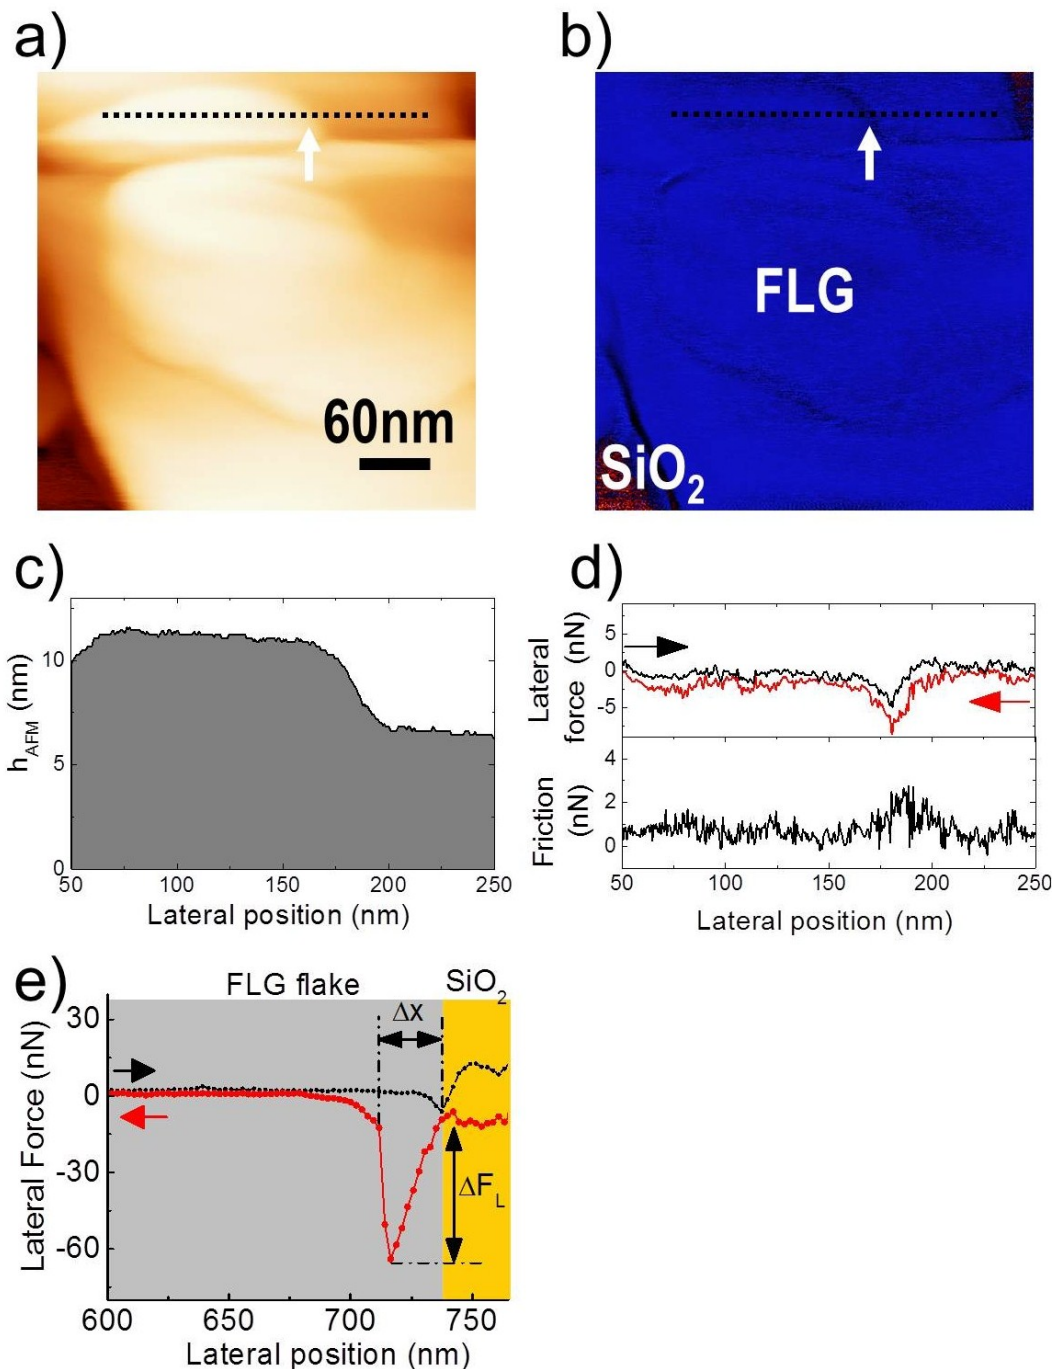 a)
b)
60nm
FLG
SiO₂
c)
h_AFM (nm)
10
5
0
50 100 150 200 250
Lateral position (nm)
d)
Lateral
force (nN)
5
0
-5
Friction
(nN)
4
2
0
50 100 150 200 250
Lateral position (nm)
e)
FLG flake SiO₂
Δx
ΔF_L
Lateral Force (nN)
30
0
-30
-60
600 650 700 750
Lateral position (nm)